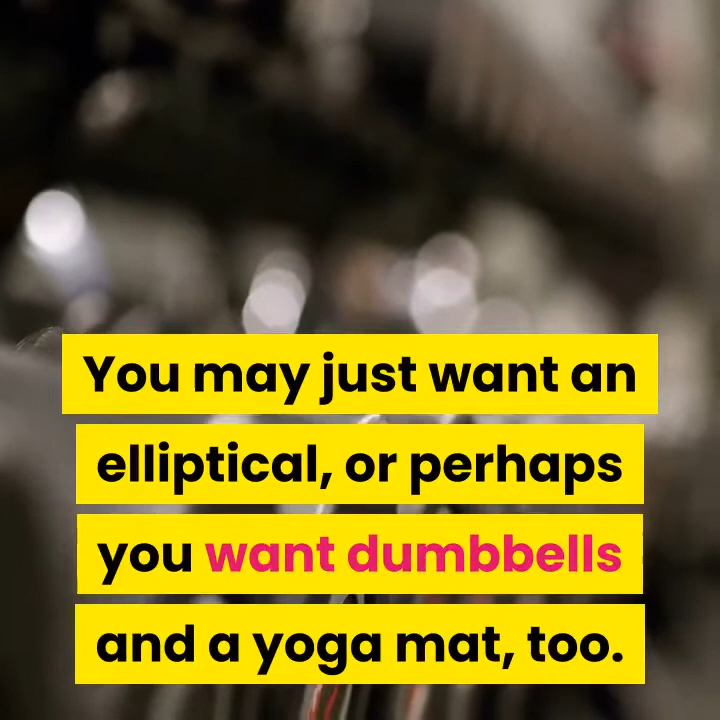 You may just want an
elliptical, or perhaps
you want dumbbells
and a yoga mat, too.